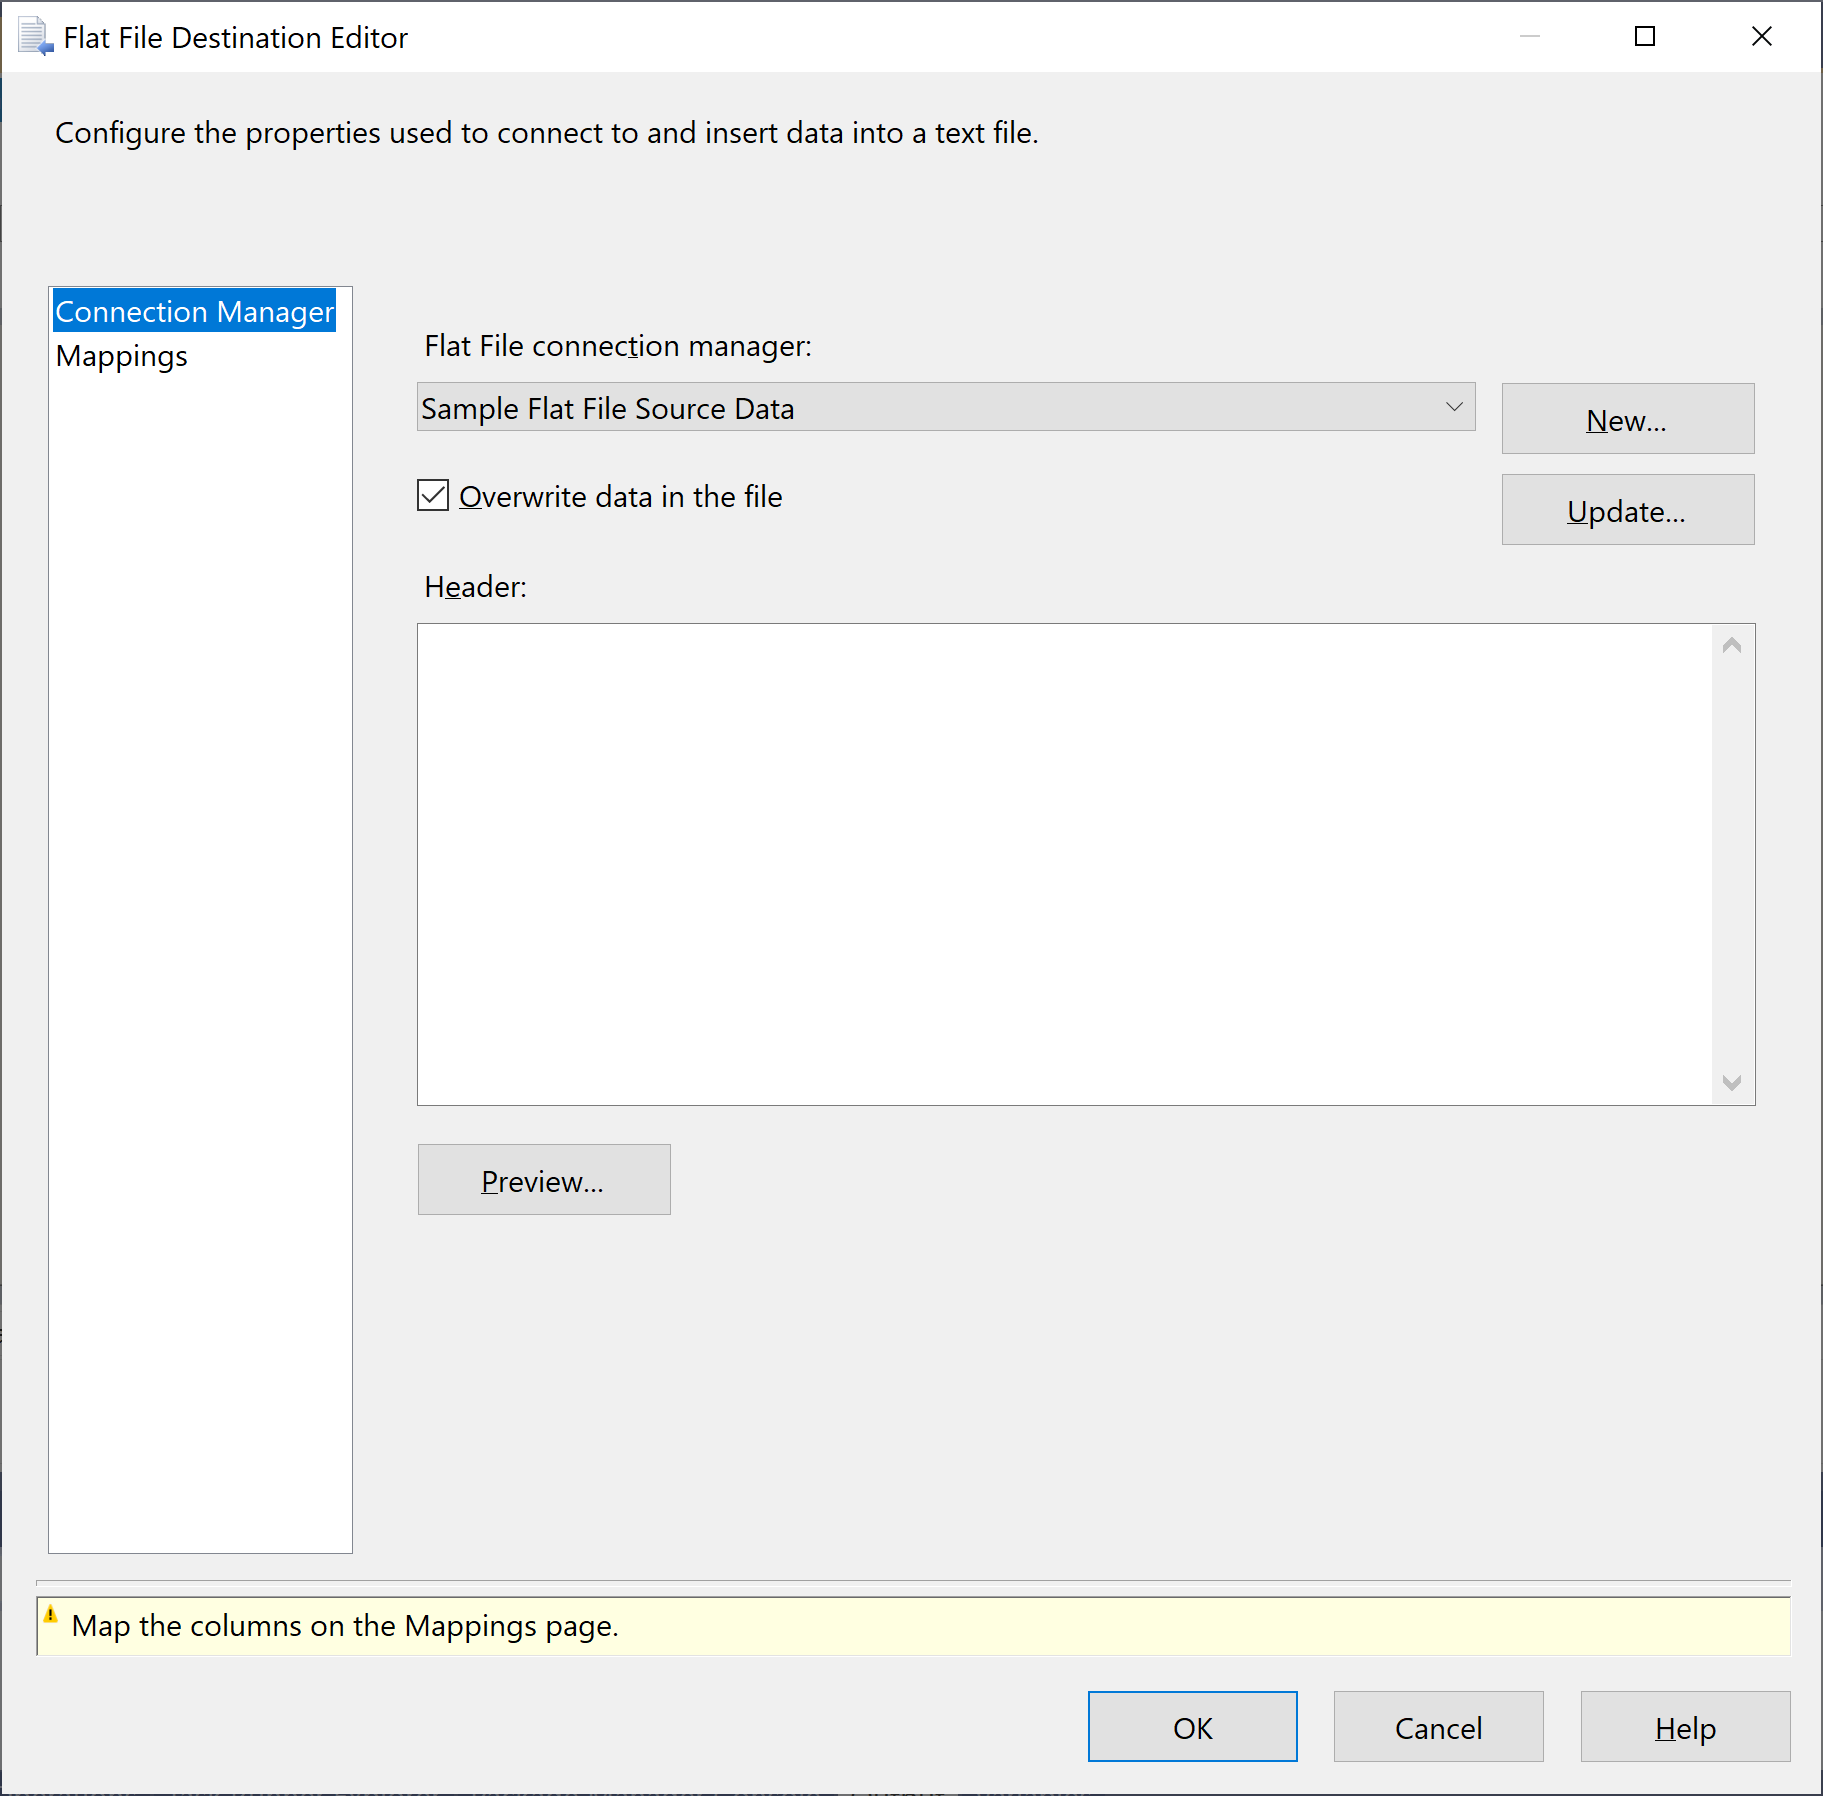 Flat File Destination Editor
Configure the properties used to connect to and insert data into a text file.
Connection Manager
Mappings
Flat File connection manager:
Sample Flat File Source Data
New...
Overwrite data in the file
Update...
Header:
Preview...
Map the columns on the Mappings page.
OK
Cancel
Help